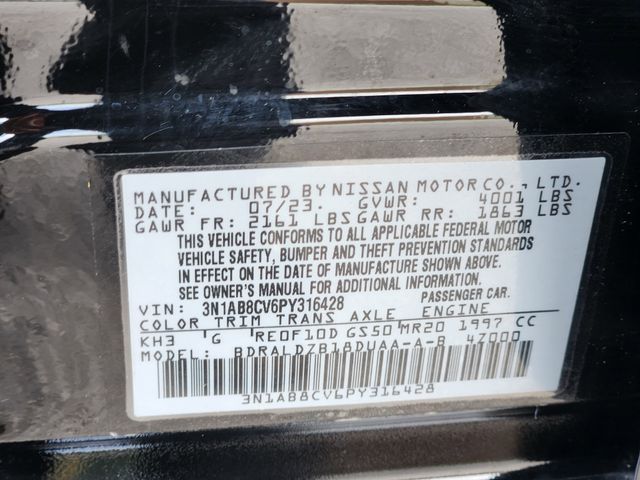 MANUFACTURED BY NISSAN MOTOR CO., LTD.
DATE: 07/23. GVWR: 4001 LBS
GAWR FR: 2161 LBS GAWR RR: 1863 LBS
THIS VEHICLE CONFORMS TO ALL APPLICABLE FEDERAL MOTOR
VEHICLE SAFETY, BUMPER AND THEFT PREVENTION STANDARDS
IN EFFECT ON THE DATE OF MANUFACTURE SHOWN ABOVE.
SEE OWNER'S MANUAL FOR ADDITIONAL INFORMATION.
VIN: 3N1AB8CV6PY316428 PASSENGER CAR.
COLOR TRIM TRANS AXLE ENGINE
KH3 G RE0F10D GS50 MR20 1997 CC
MODEL: BDRALDZB18DUAA-A-B 47000
3N1AB8CV6PY316428